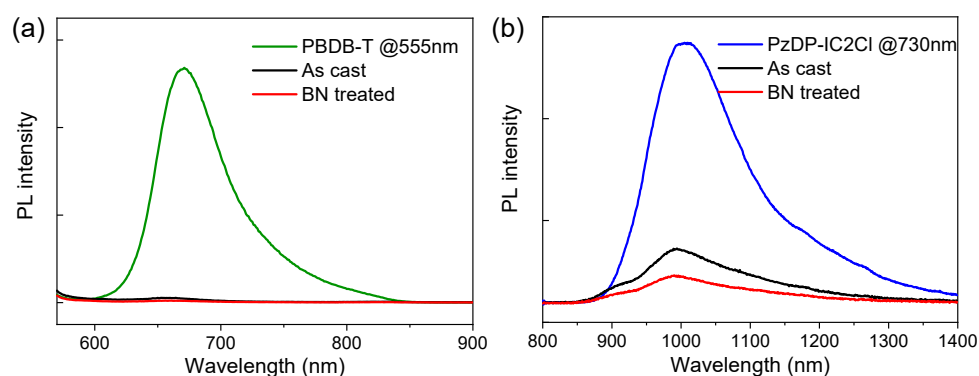 (a)
PBDB-T @555nm
As cast
BN treated
PL intensity
600 700 800 900
Wavelength (nm)
(b)
PzDP-IC2Cl @730nm
As cast
BN treated
PL intensity
800 900 1000 1100 1200 1300 1400
Wavelength (nm)